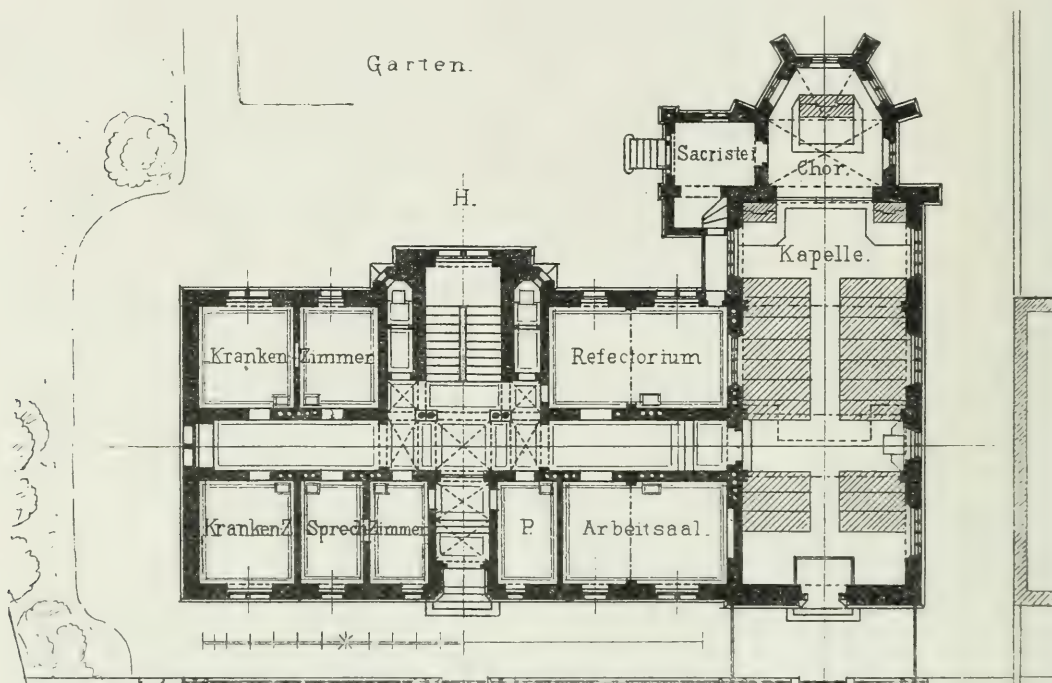 Garten.
Sacristei
Chor.
H.
Kapelle.
Kranken Zimmer
Refectorium
KrankenZ.
SprechZimmer
P.
Arbeitsaal.